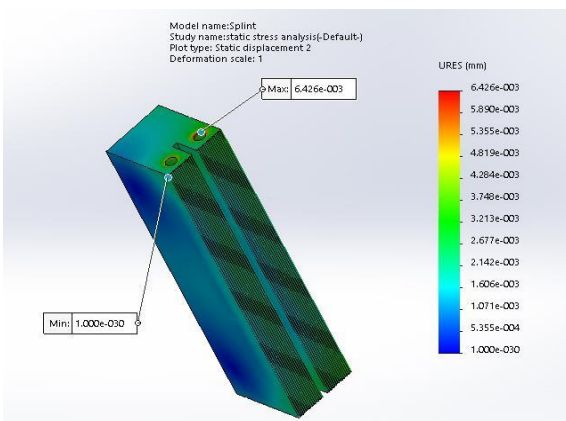 Model name:Splint
Study name:static stress analysis(-Default-)
Plot type: Static displacement 2
Deformation scale: 1
Max: 6.426e-003
Min: 1.000e-030
URES (mm)
6.426e-003
5.890e-003
5.355e-003
4.819e-003
4.284e-003
3.748e-003
3.213e-003
2.677e-003
2.142e-003
1.606e-003
1.071e-003
5.355e-004
1.000e-030